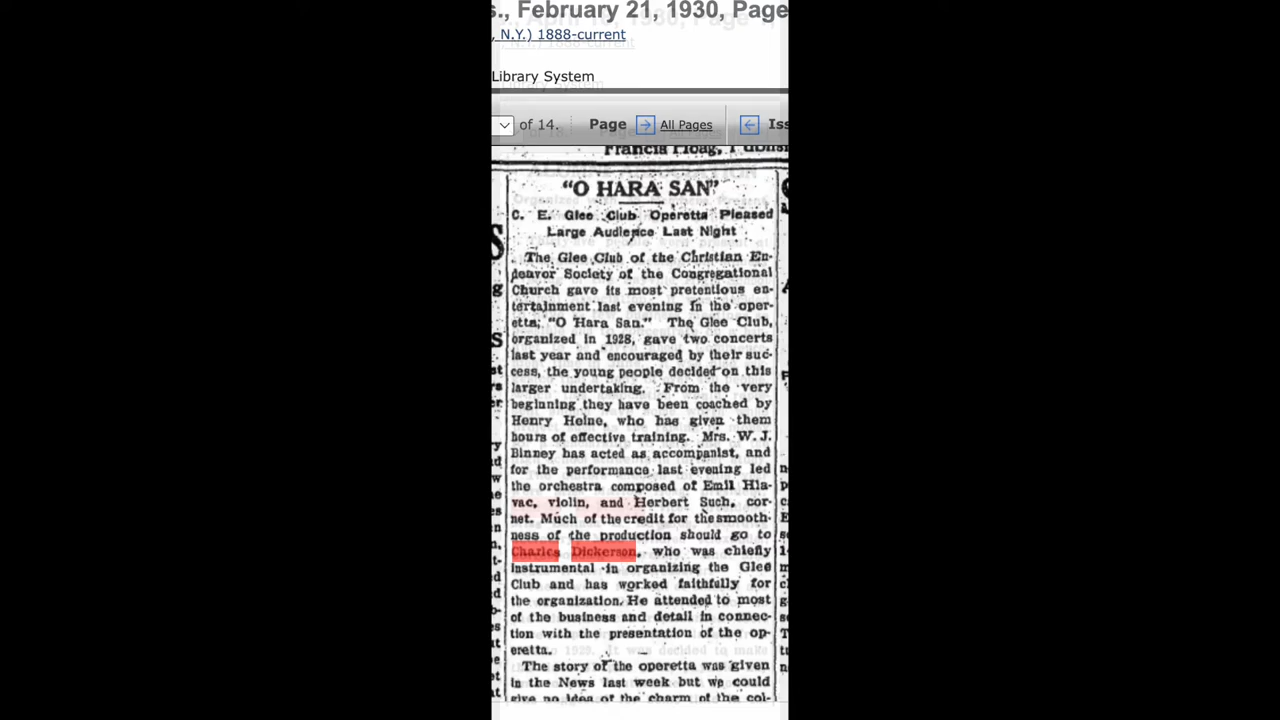 s., February 21, 1930, Page
, N.Y.) 1888-current
Library System
of 14. Page All Pages Iss
Francis Hoag, Publis
"O HARA SAN"
C. E. Glee Club Operetta Pleased
Large Audience Last Night
The Glee Club of the Christian En-
deavor Society of the Congregational
Church gave its most pretentious en-
tertainment last evening in the oper-
etta; "O Hara San." The Glee Club,
organized in 1928, gave two concerts
last year and encouraged by their suc-
cess, the young people decided on this
larger undertaking. From the very
beginning they have been coached by
Henry Heine, who has given them
hours of effective training. Mrs. W. J.
Binney has acted as accompanist, and
for the performance last evening led
the orchestra composed of Emil Hla-
vac, violin, and Herbert Such, cor-
net. Much of the credit for the smooth-
ness of the production should go to
Charles Dickerson, who was chiefly
instrumental in organizing the Glee
Club and has worked faithfully for
the organization. He attended to most
of the business and detail in connec-
tion with the presentation of the op-
eretta.
The story of the operetta was given
in the News last week but we could
give no idea of the charm of the col-